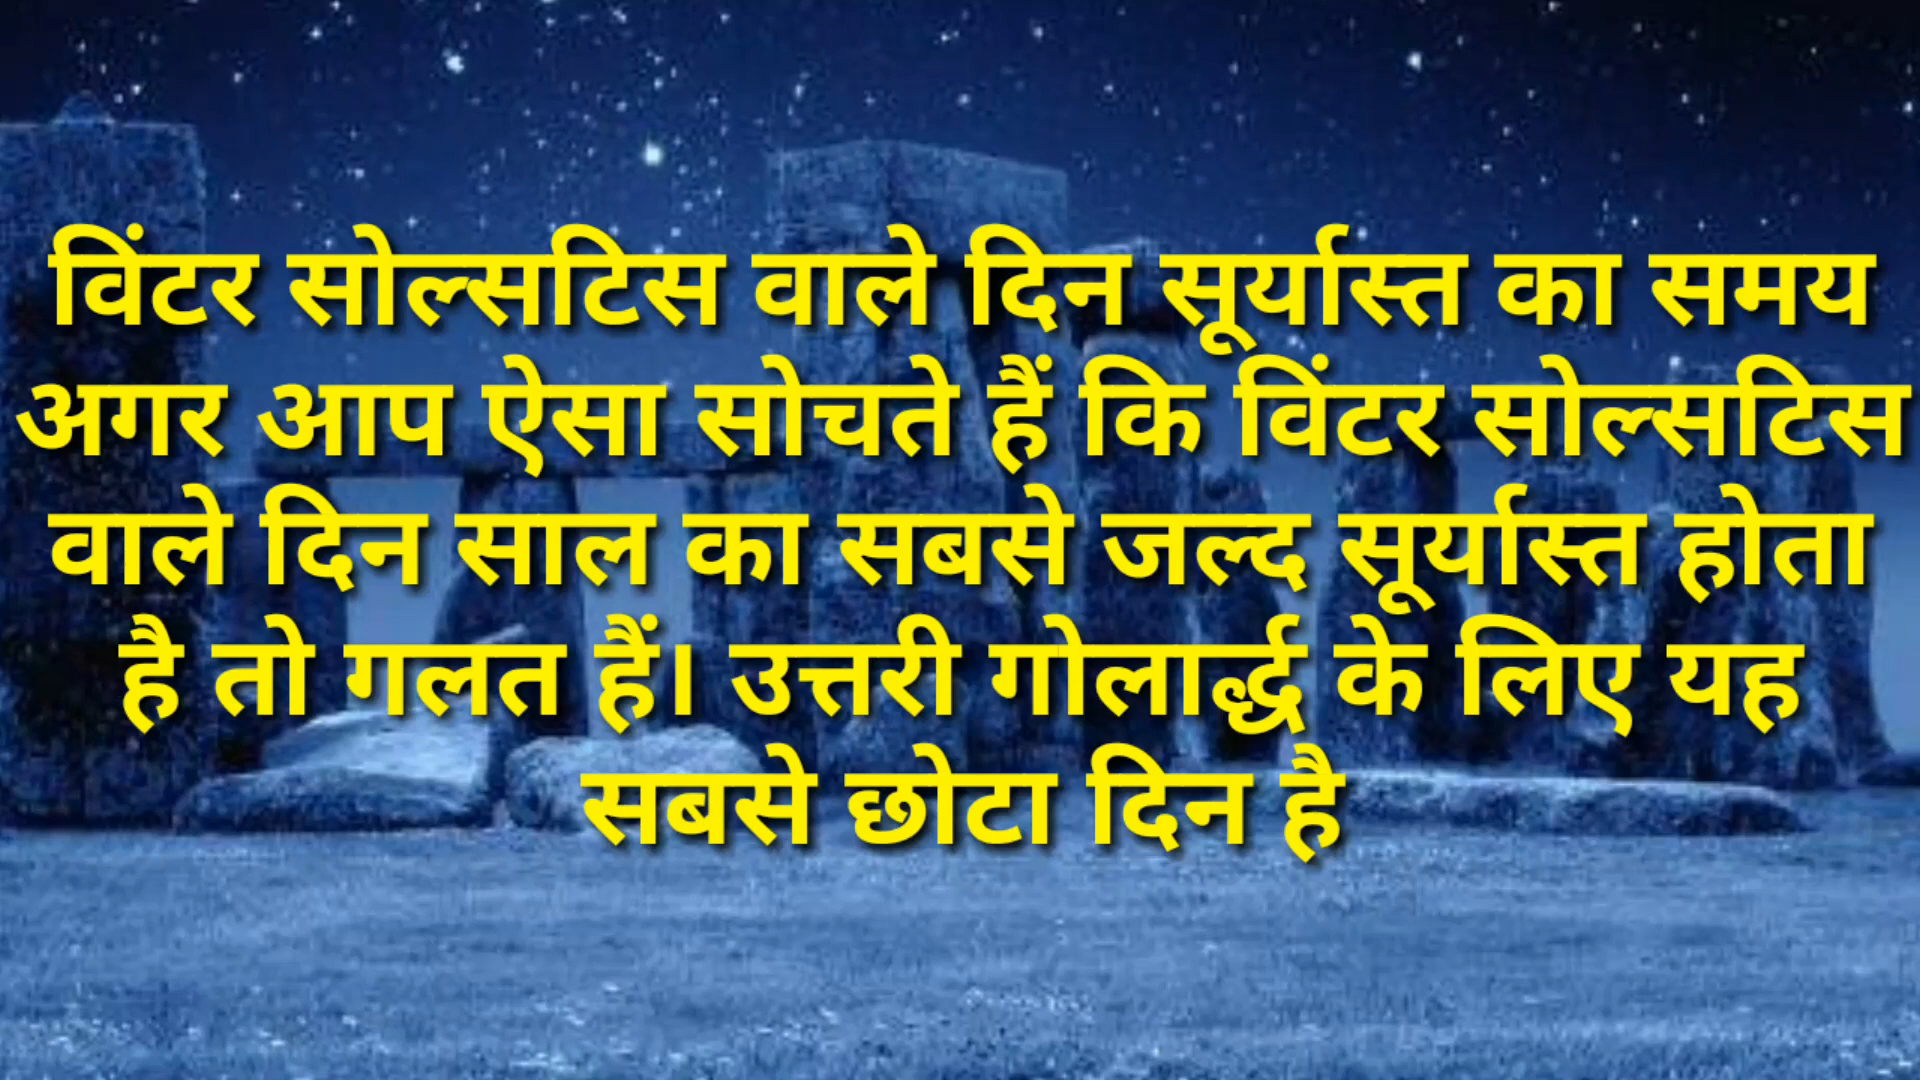 विंटर सोल्सटिस वाले दिन सूर्यास्त का समय
अगर आप ऐसा सोचते हैं कि विंटर सोल्सटिस
वाले दिन साल का सबसे जल्द सूर्यास्त होता
है तो गलत हैं। उत्तरी गोलार्द्ध के लिए यह
सबसे छोटा दिन है